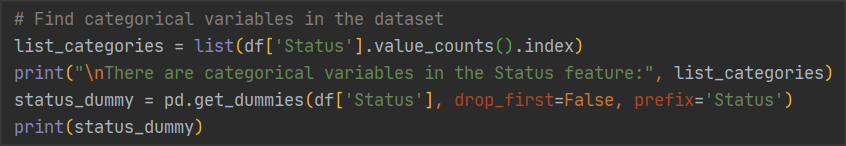 # Find categorical variables in the dataset
list_categories = list(df['Status'].value_counts().index)
print("\nThere are categorical variables in the Status feature:", list_categories)
status_dummy = pd.get_dummies(df['Status'], drop_first=False, prefix='Status')
print(status_dummy)